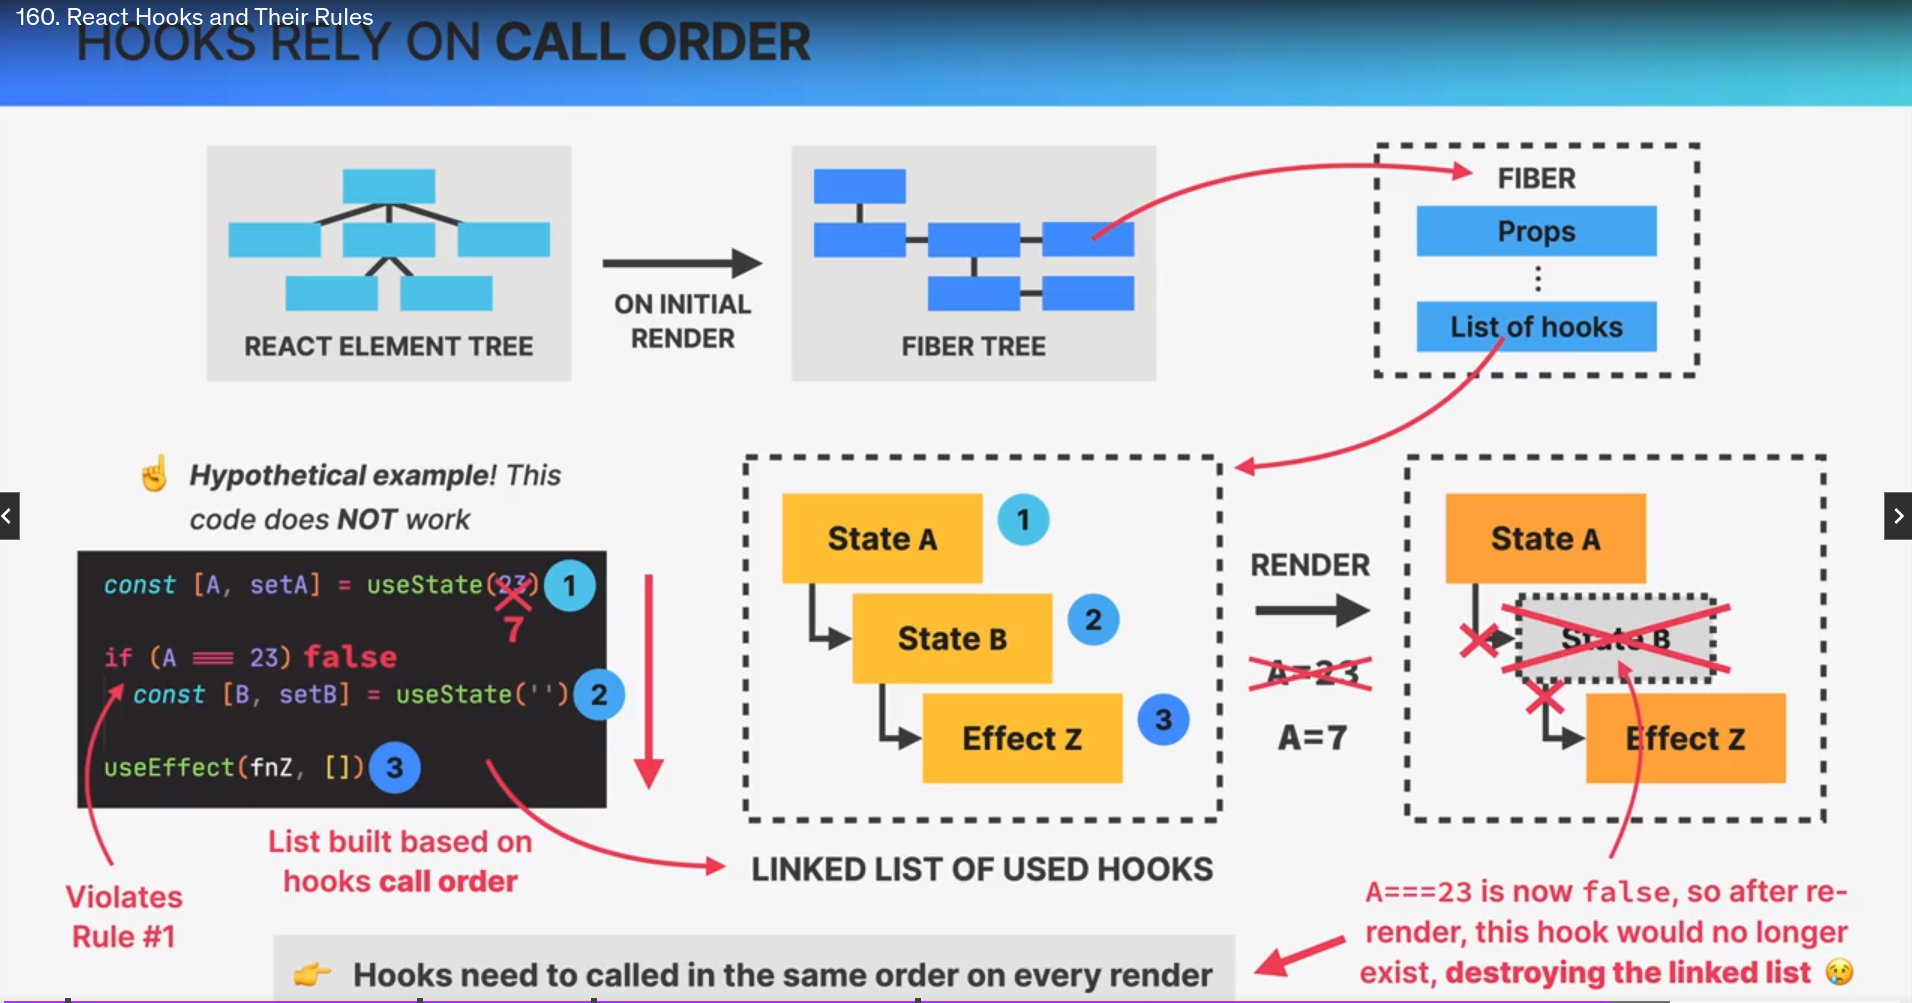 160. React Hooks and Their Rules
HOOKS RELY ON CALL ORDER
REACT ELEMENT TREE
ON INITIAL
RENDER
FIBER TREE
FIBER
Props
List of hooks
Hypothetical example! This
code does NOT work
const [A, setA] = useState(23) 1
7
if (A === 23) false
const [B, setB] = useState('') 2
useEffect(fnZ, []) 3
Violates
Rule #1
List built based on
hooks call order
State A 1
State B 2
Effect Z 3
LINKED LIST OF USED HOOKS
RENDER
A=23
A=7
State A
State B
Effect Z
A===23 is now false, so after re-
render, this hook would no longer
exist, destroying the linked list
Hooks need to called in the same order on every render